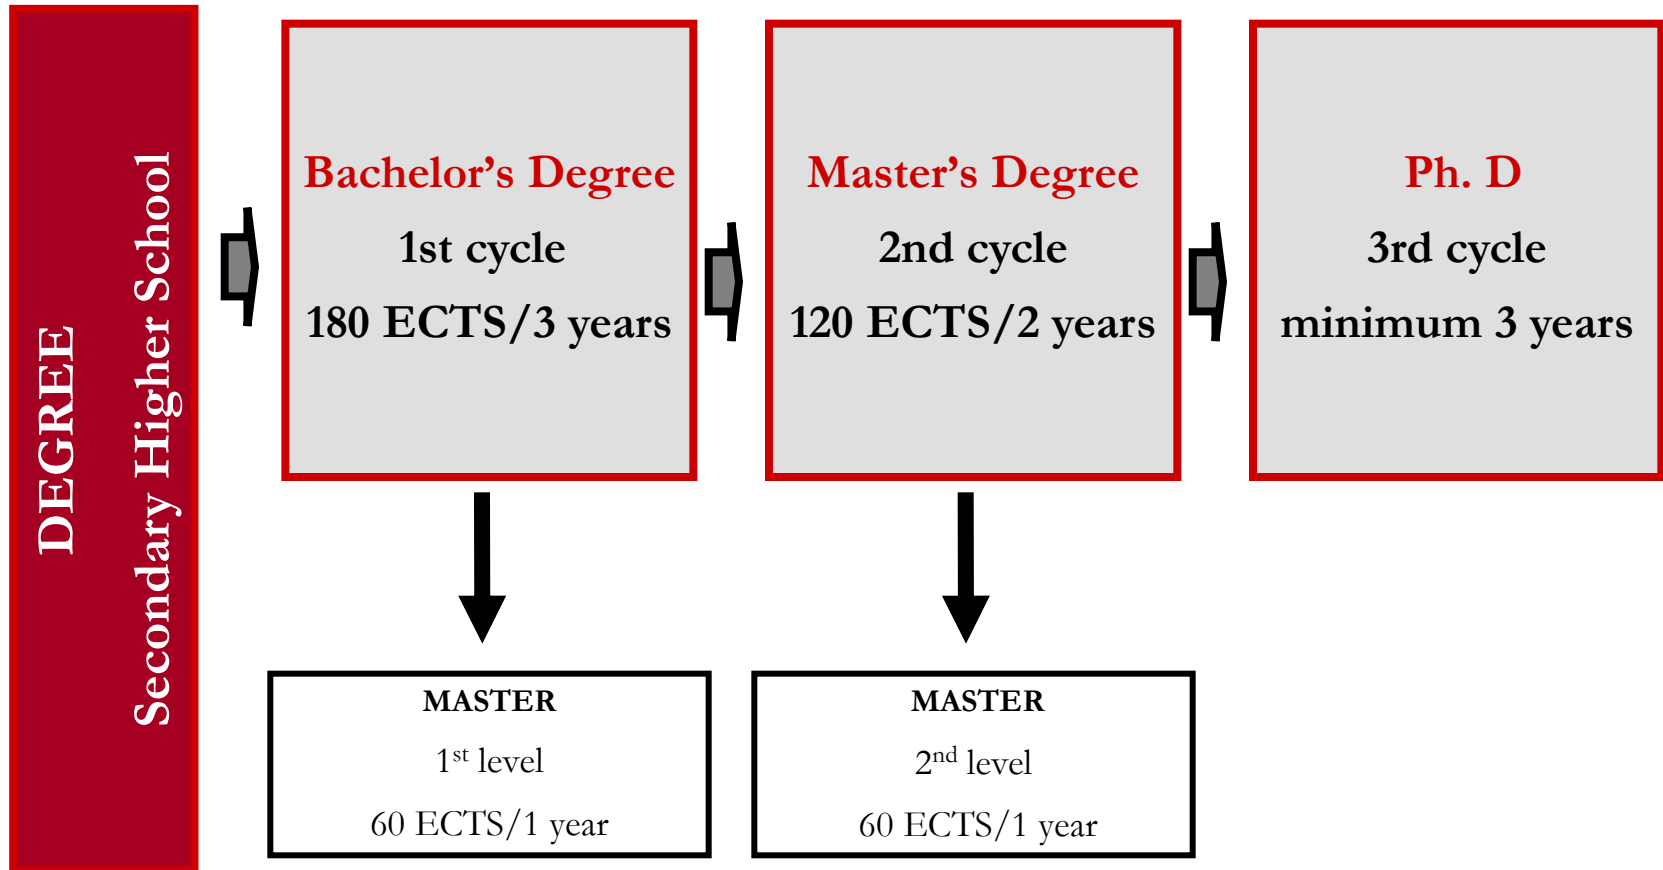 DEGREE
Secondary Higher School
Bachelor’s Degree
1st cycle
180 ECTS/3 years
Master’s Degree
2nd cycle
120 ECTS/2 years
Ph. D
3rd cycle
minimum 3 years
MASTER
1st level
60 ECTS/1 year
MASTER
2nd level
60 ECTS/1 year